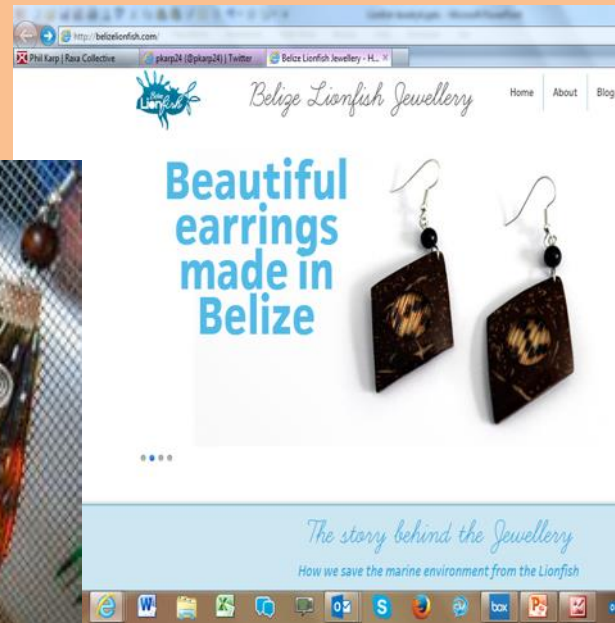 http://belizelionfish.com/
Phil Karp | Raxa Collective
pkarp24 (@pkarp24) | Twitter
Belize Lionfish Jewellery - H...
Belize
Lionfish
Belize Lionfish Jewellery
Home About Blog
Beautiful
earrings
made in
Belize
The story behind the Jewellery
How we save the marine environment from the Lionfish
box